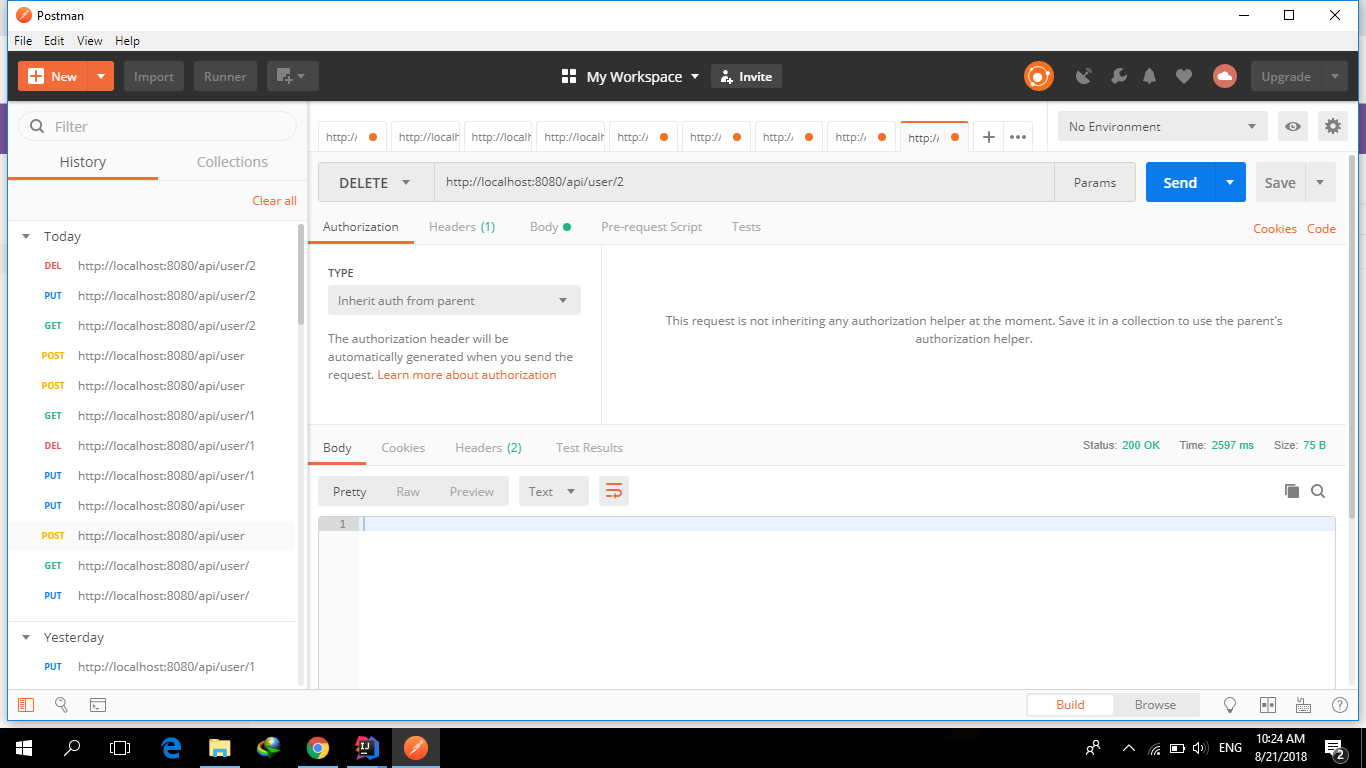 Postman
File Edit View Help
New Import Runner My Workspace Invite Upgrade
Filter
History Collections
Clear all
Today
DEL http://localhost:8080/api/user/2
PUT http://localhost:8080/api/user/2
GET http://localhost:8080/api/user/2
POST http://localhost:8080/api/user
POST http://localhost:8080/api/user
GET http://localhost:8080/api/user/1
DEL http://localhost:8080/api/user/1
PUT http://localhost:8080/api/user/1
PUT http://localhost:8080/api/user
POST http://localhost:8080/api/user
GET http://localhost:8080/api/user/
PUT http://localhost:8080/api/user/
Yesterday
PUT http://localhost:8080/api/user/1
http:/ http://local http://local http://local http:/ http:/ http:/ http:/ http:/
No Environment
DELETE http://localhost:8080/api/user/2 Params Send Save
Authorization Headers (1) Body Pre-request Script Tests Cookies Code
TYPE
Inherit auth from parent
The authorization header will be
automatically generated when you send the
request. Learn more about authorization
This request is not inheriting any authorization helper at the moment. Save it in a collection to use the parent's
authorization helper.
Body Cookies Headers (2) Test Results Status: 200 OK Time: 2597 ms Size: 75 B
Pretty Raw Preview Text
1
Build Browse
ENG
10:24 AM
8/21/2018
2